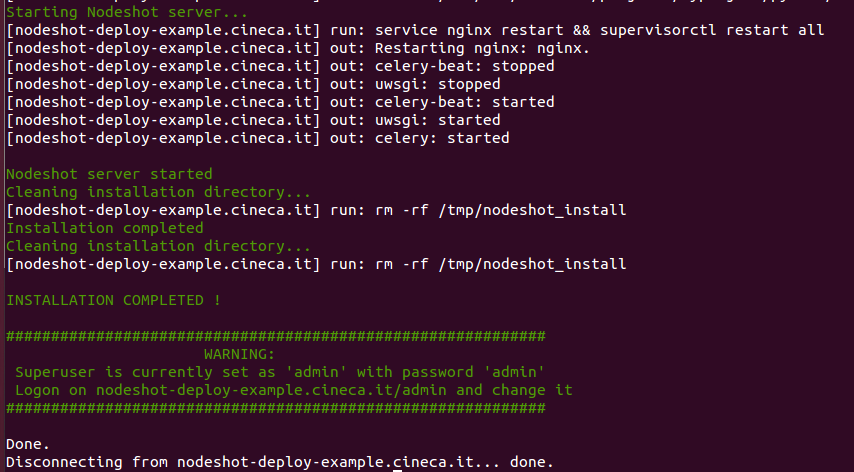 Starting Nodeshot server...
[nodeshot-deploy-example.cineca.it] run: service nginx restart && supervisorctl restart all
[nodeshot-deploy-example.cineca.it] out: Restarting nginx: nginx.
[nodeshot-deploy-example.cineca.it] out: celery-beat: stopped
[nodeshot-deploy-example.cineca.it] out: uwsgi: stopped
[nodeshot-deploy-example.cineca.it] out: celery-beat: started
[nodeshot-deploy-example.cineca.it] out: uwsgi: started
[nodeshot-deploy-example.cineca.it] out: celery: started
Nodeshot server started
Cleaning installation directory...
[nodeshot-deploy-example.cineca.it] run: rm -rf /tmp/nodeshot_install
Installation completed
Cleaning installation directory...
[nodeshot-deploy-example.cineca.it] run: rm -rf /tmp/nodeshot_install
INSTALLATION COMPLETED !
############################################################
WARNING:
Superuser is currently set as 'admin' with password 'admin'
Logon on nodeshot-deploy-example.cineca.it/admin and change it
############################################################
Done.
Disconnecting from nodeshot-deploy-example.cineca.it... done.